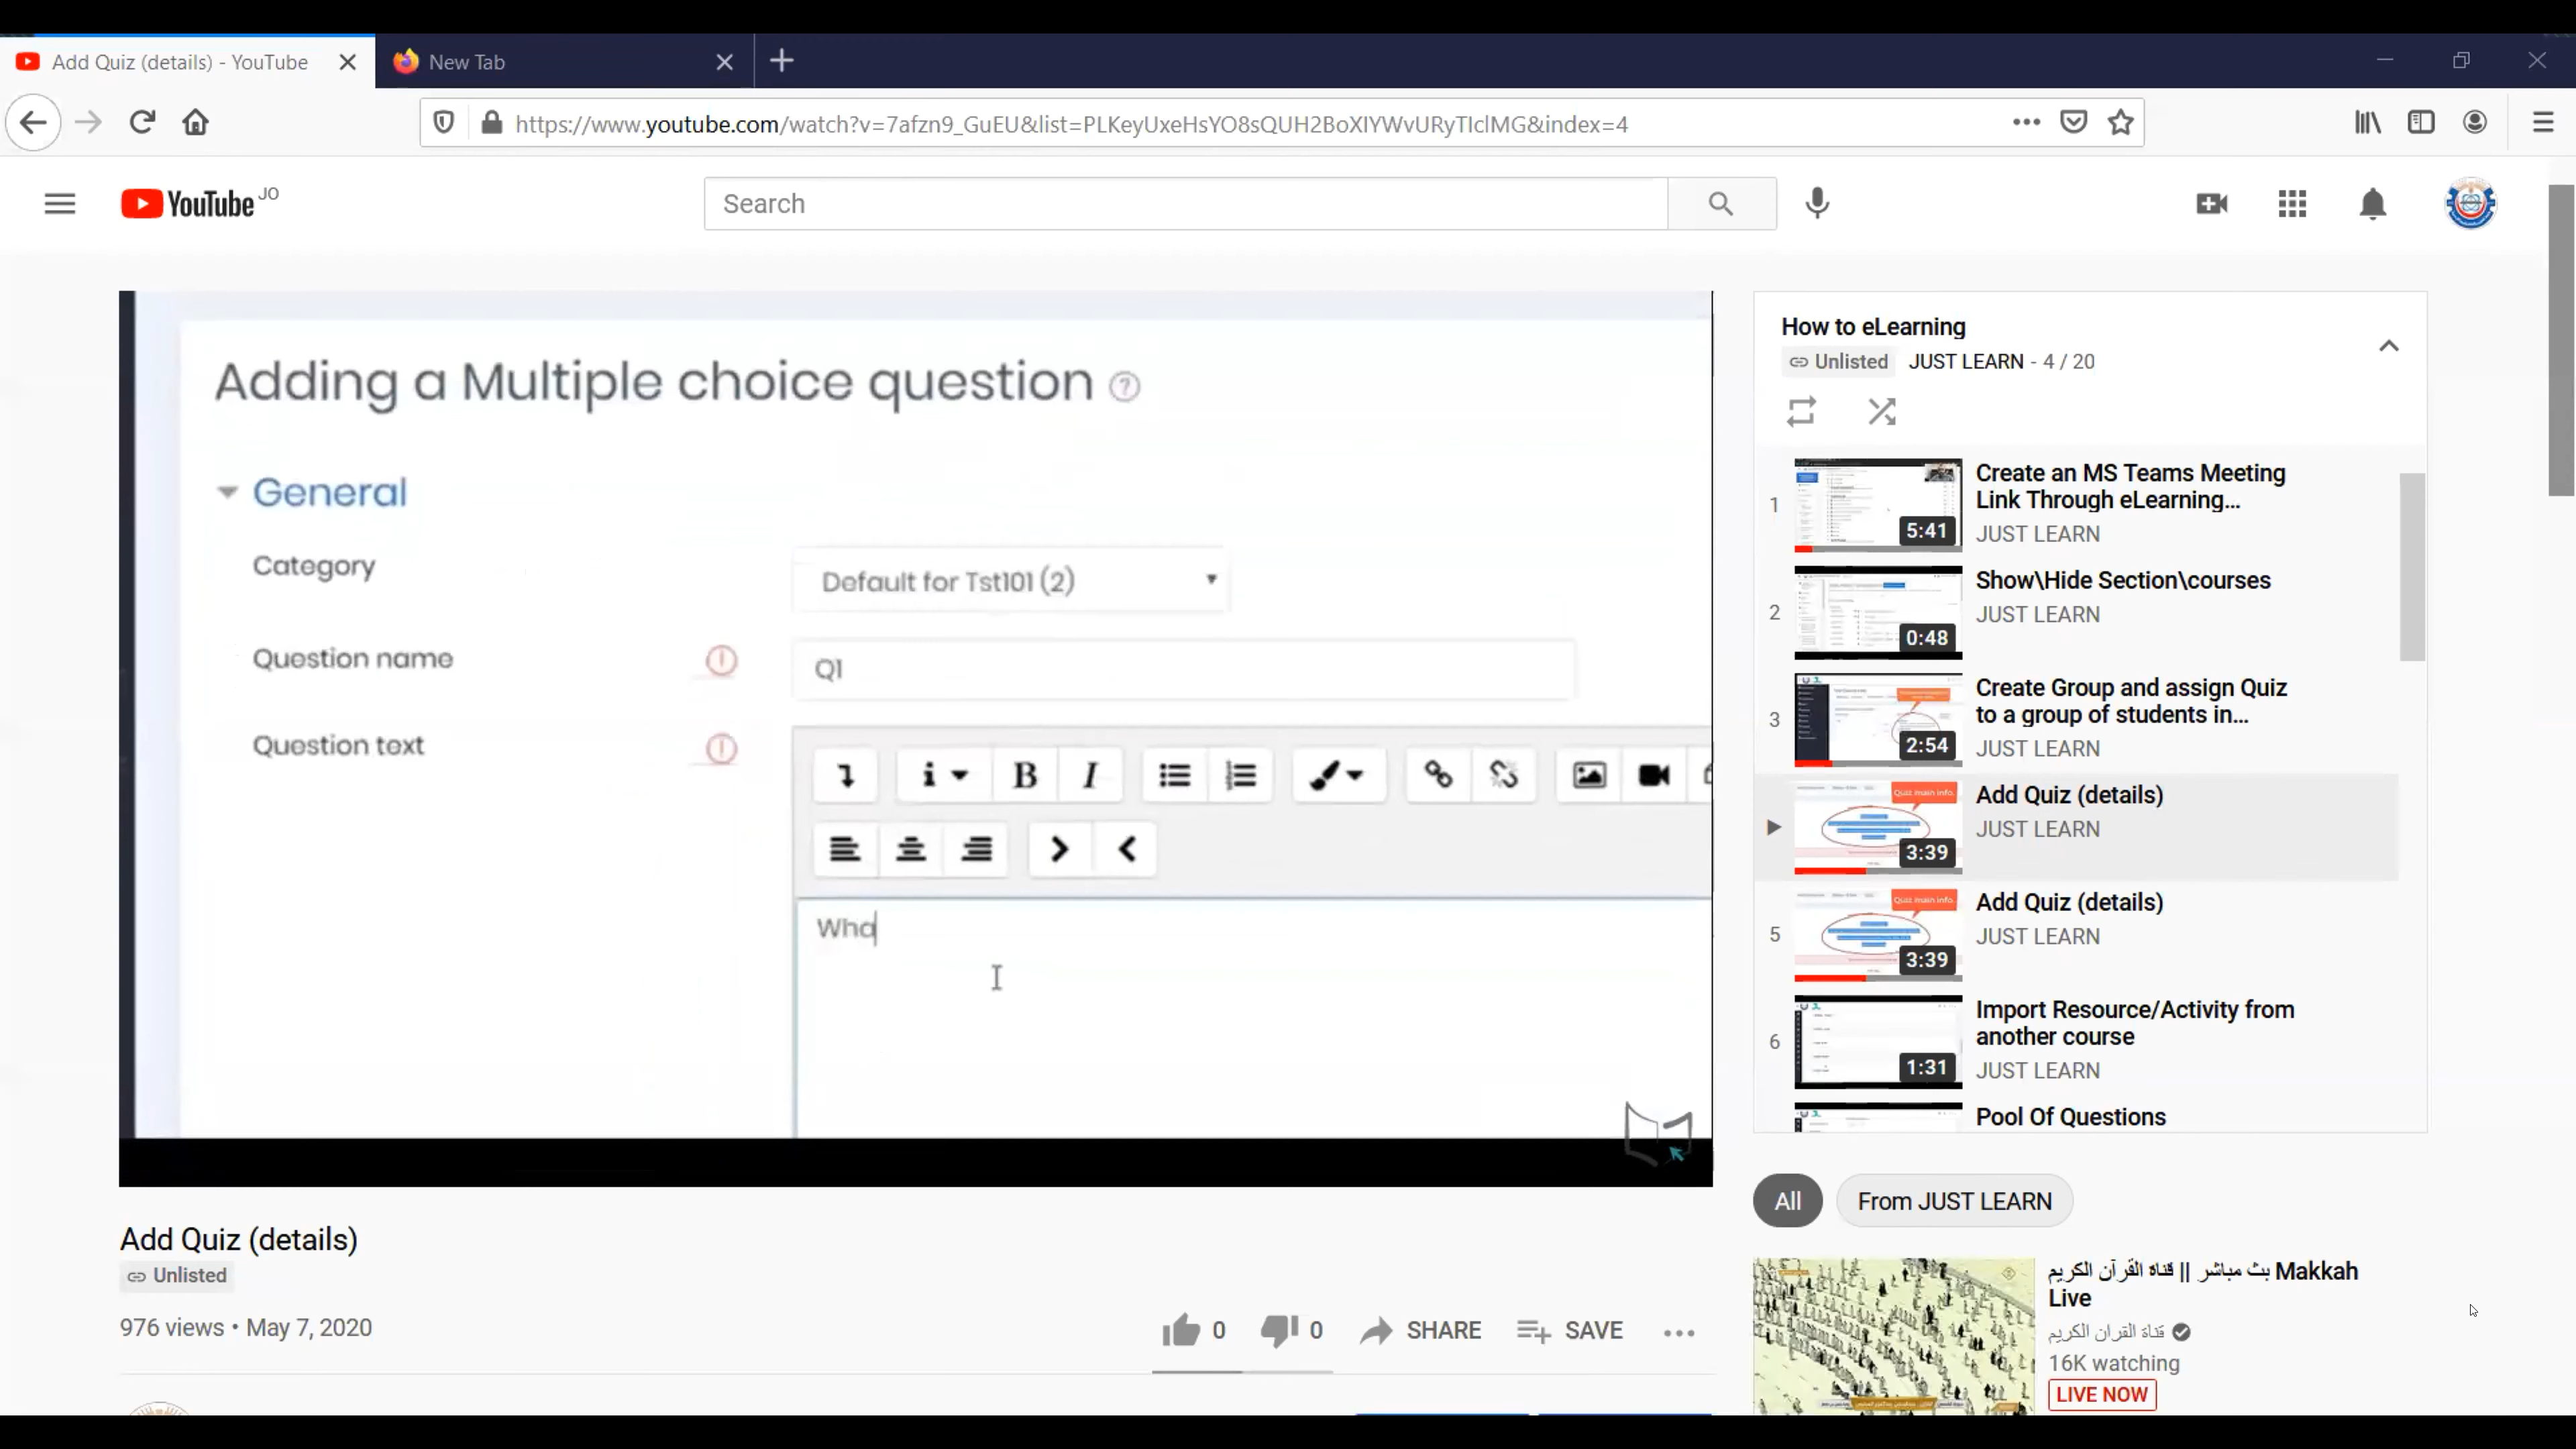 Add Quiz (details) - YouTube
New Tab
https://www.youtube.com/watch?v=7afzn9_GuEU&list=PLKeyUxeHsYO8sQUH2BoXIYWvURyTIclMG&index=4
YouTube JO
Search
Adding a Multiple choice question
General
Category
Default for Tst101 (2)
Question name
Q1
Question text
B
I
Wha
Add Quiz (details)
Unlisted
976 views • May 7, 2020
0
0
SHARE
SAVE
How to eLearning
Unlisted JUST LEARN - 4 / 20
1
5:41
Create an MS Teams Meeting
Link Through eLearning...
JUST LEARN
2
0:48
Show\Hide Section\courses
JUST LEARN
3
2:54
Create Group and assign Quiz
to a group of students in...
JUST LEARN
Quiz main info.
3:39
Add Quiz (details)
JUST LEARN
5
Quiz main info.
3:39
Add Quiz (details)
JUST LEARN
6
1:31
Import Resource/Activity from
another course
JUST LEARN
Pool Of Questions
All
From JUST LEARN
بث مباشر || قناة القرآن الكريم Makkah
Live
قناة القران الكريم
16K watching
LIVE NOW